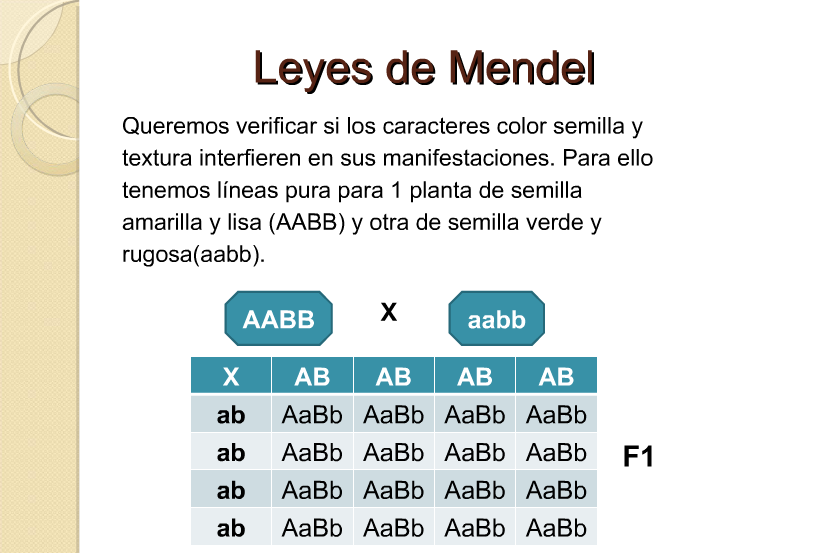 Leyes de Mendel
Queremos verificar si los caracteres color semilla y
textura interfieren en sus manifestaciones. Para ello
tenemos líneas pura para 1 planta de semilla
amarilla y lisa (AABB) y otra de semilla verde y
rugosa(aabb).
AABB X aabb
X AB AB AB AB
ab AaBb AaBb AaBb AaBb
ab AaBb AaBb AaBb AaBb
F1
ab AaBb AaBb AaBb AaBb
ab AaBb AaBb AaBb AaBb